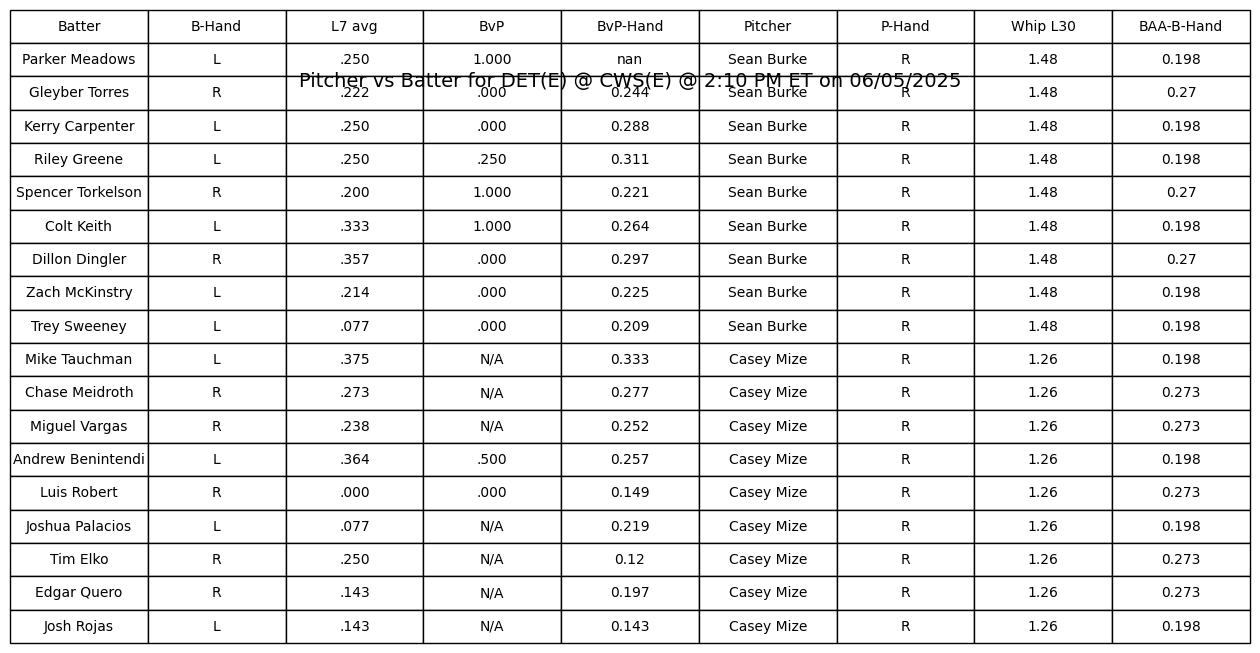 Batter B-Hand L7 avg BvP BvP-Hand Pitcher P-Hand Whip L30 BAA-B-Hand
Parker Meadows L .250 1.000 nan Sean Burke R 1.48 0.198
Pitcher vs Batter for DET(E) @ CWS(E) @ 2:10 PM ET on 06/05/2025
Gleyber Torres R .222 .000 0.244 Sean Burke R 1.48 0.27
Kerry Carpenter L .250 .000 0.288 Sean Burke R 1.48 0.198
Riley Greene L .250 .250 0.311 Sean Burke R 1.48 0.198
Spencer Torkelson R .200 1.000 0.221 Sean Burke R 1.48 0.27
Colt Keith L .333 1.000 0.264 Sean Burke R 1.48 0.198
Dillon Dingler R .357 .000 0.297 Sean Burke R 1.48 0.27
Zach McKinstry L .214 .000 0.225 Sean Burke R 1.48 0.198
Trey Sweeney L .077 .000 0.209 Sean Burke R 1.48 0.198
Mike Tauchman L .375 N/A 0.333 Casey Mize R 1.26 0.198
Chase Meidroth R .273 N/A 0.277 Casey Mize R 1.26 0.273
Miguel Vargas R .238 N/A 0.252 Casey Mize R 1.26 0.273
Andrew Benintendi L .364 .500 0.257 Casey Mize R 1.26 0.198
Luis Robert R .000 .000 0.149 Casey Mize R 1.26 0.273
Joshua Palacios L .077 N/A 0.219 Casey Mize R 1.26 0.198
Tim Elko R .250 N/A 0.12 Casey Mize R 1.26 0.273
Edgar Quero R .143 N/A 0.197 Casey Mize R 1.26 0.273
Josh Rojas L .143 N/A 0.143 Casey Mize R 1.26 0.198